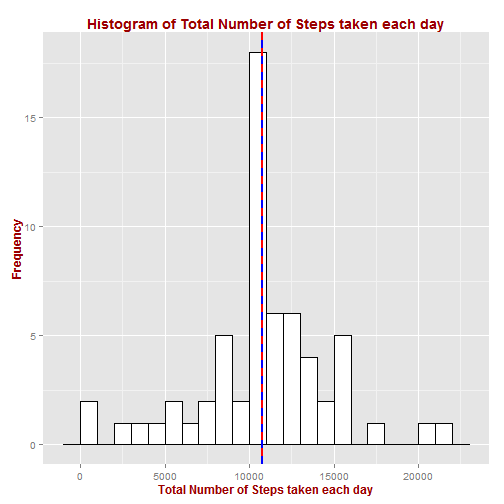 Histogram of Total Number of Steps taken each day
Frequency
15
10
5
0
0 5000 10000 15000 20000
Total Number of Steps taken each day